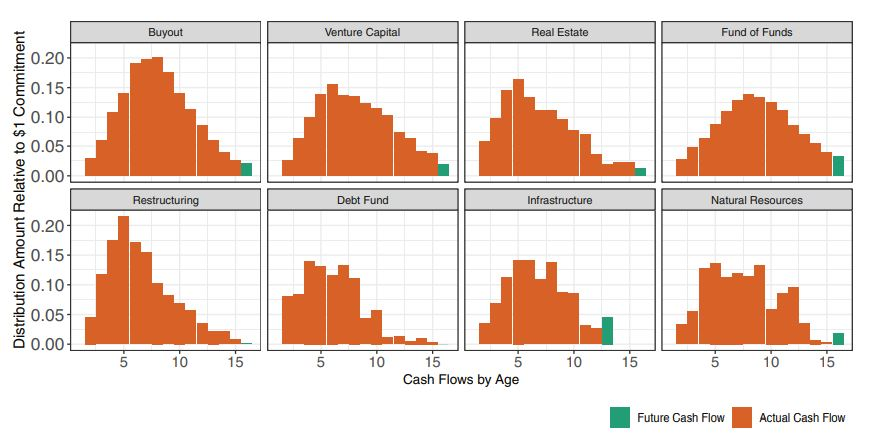 Distribution Amount Relative to $1 Commitment
Buyout
Venture Capital
Real Estate
Fund of Funds
0.20
0.15
0.10
0.05
0.00
Restructuring
Debt Fund
Infrastructure
Natural Resources
0.20
0.15
0.10
0.05
0.00
5 10 15 5 10 15 5 10 15 5 10 15
Cash Flows by Age
Future Cash Flow
Actual Cash Flow